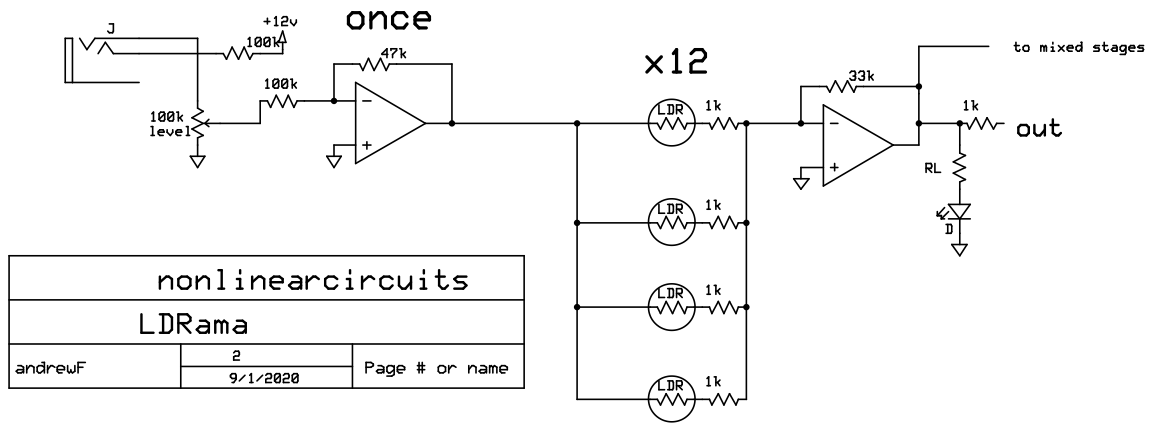 once
x12
J
+12v
100k
47k
100k
100k
level
LDR
1k
LDR
1k
LDR
1k
LDR
1k
33k
to mixed stages
1k
out
RL
D
nonlinearcircuits
LDRama
andrewF
2
9/1/2020
Page # or name